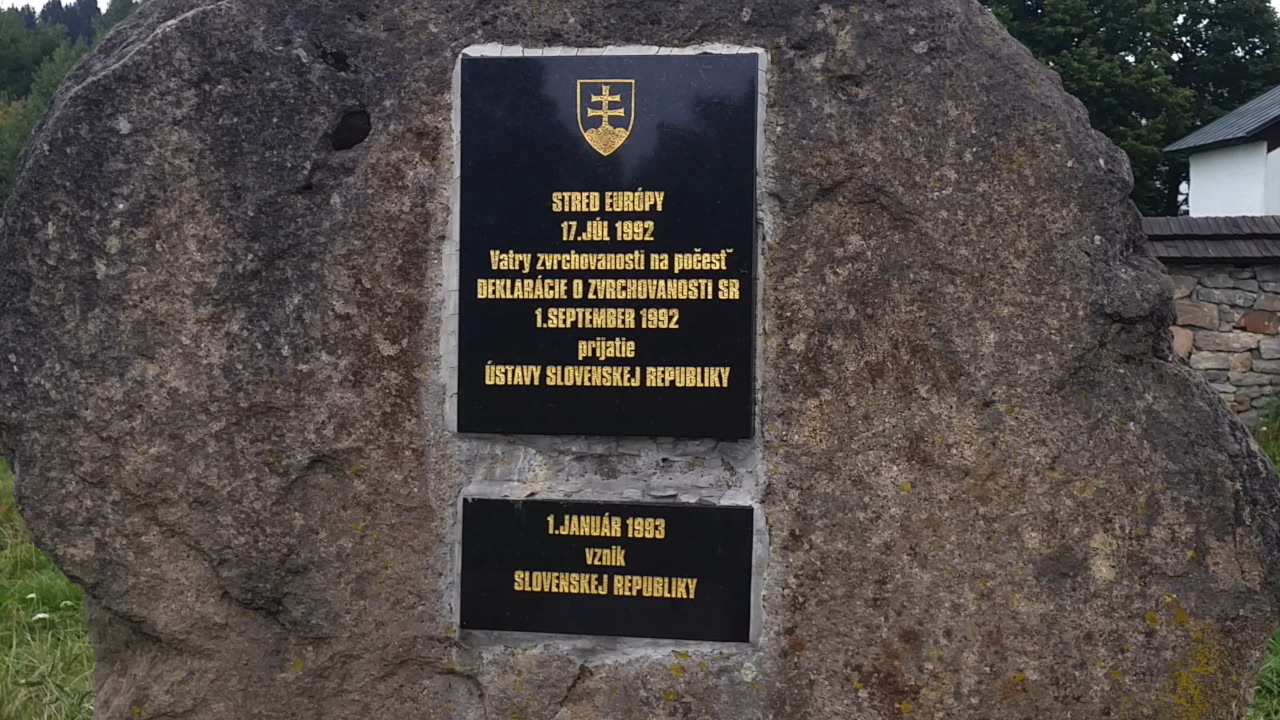 STRED EURÓPY
17.JÚL 1992
Vatry zvrchovanosti na počesť
DEKLARÁCIE O ZVRCHOVANOSTI SR
1.SEPTEMBER 1992
prijatie
ÚSTAVY SLOVENSKEJ REPUBLIKY
1.JANUÁR 1993
vznik
SLOVENSKEJ REPUBLIKY